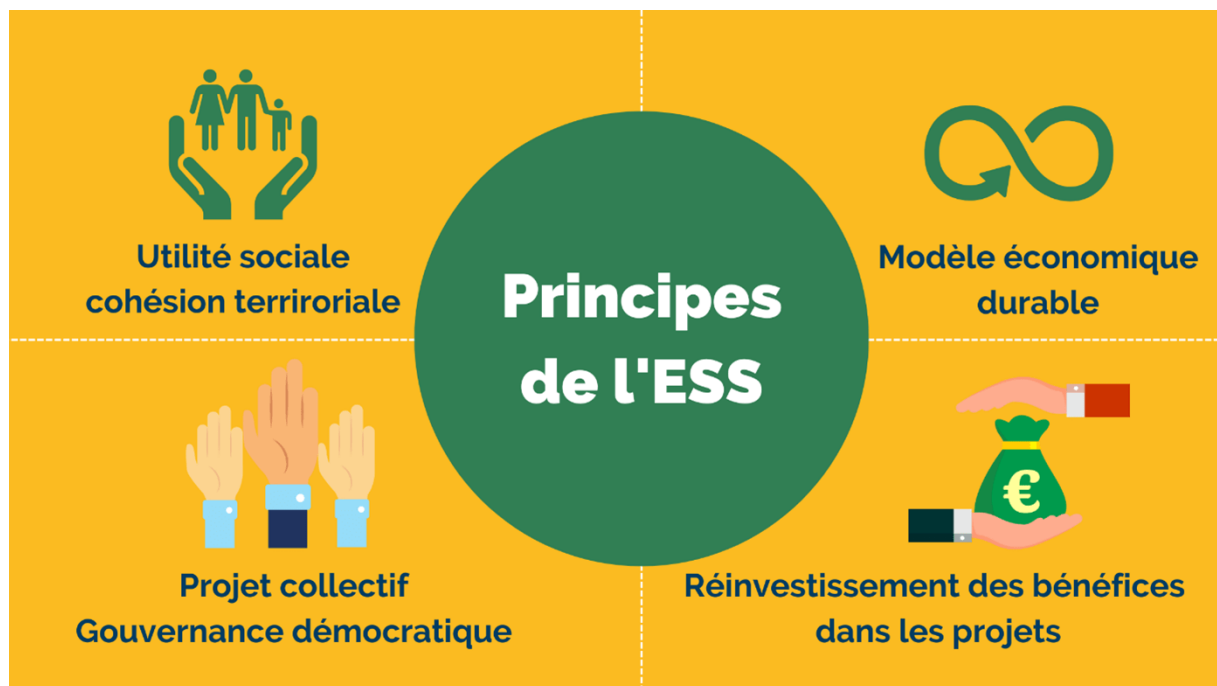 Utilité sociale
cohésion terriroriale
Modèle économique
durable
Principes
de l'ESS
€
Projet collectif
Gouvernance démocratique
Réinvestissement des bénéfices
dans les projets